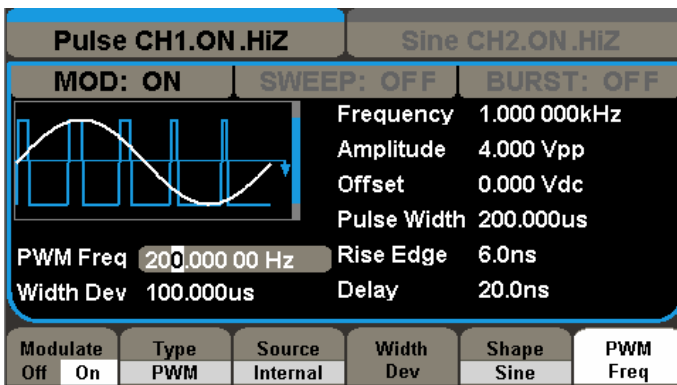 Pulse CH1.ON.HiZ Sine CH2.ON.HiZ
MOD: ON SWEEP: OFF BURST: OFF
Frequency 1.000 000kHz
Amplitude 4.000 Vpp
Offset 0.000 Vdc
Pulse Width 200.000us
PWM Freq 200.000 00 Hz Rise Edge 6.0ns
Width Dev 100.000us Delay 20.0ns
Modulate Type Source Width Shape PWM
Off On PWM Internal Dev Sine Freq